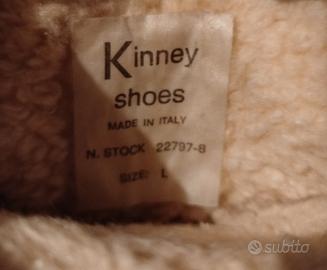 Kinney
shoes
MADE IN ITALY
N. STOCK 22797-8
SIZE: L
subito